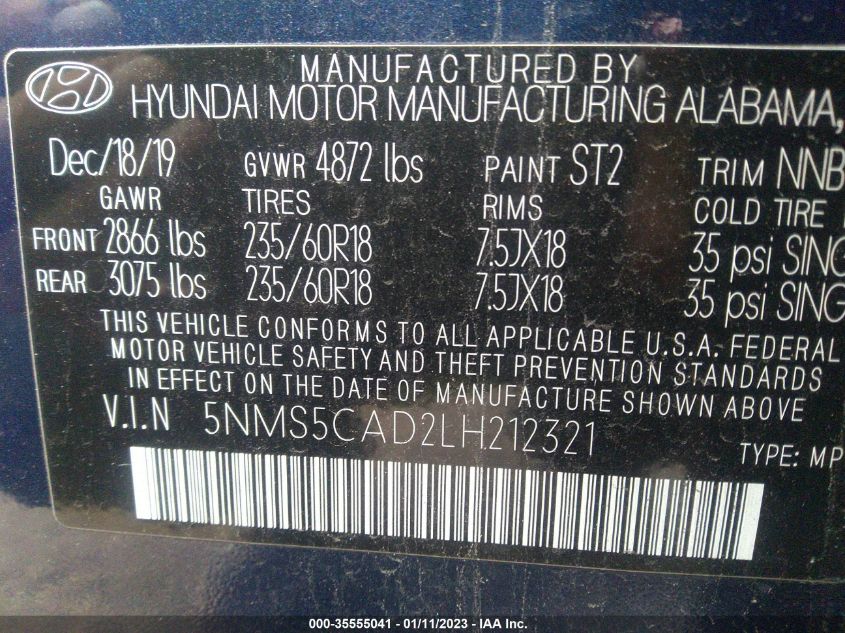 MANUFACTURED BY
HYUNDAI MOTOR MANUFACTURING ALABAMA,
Dec/18/19 GVWR 4872 lbs PAINT ST2 TRIM NNB
GAWR TIRES RIMS COLD TIRE
FRONT 2866 lbs 235/60R18 7.5JX18 35 psi SING
REAR 3075 lbs 235/60R18 7.5JX18 35 psi SING
THIS VEHICLE CONFORMS TO ALL APPLICABLE U.S.A. FEDERAL
MOTOR VEHICLE SAFETY AND THEFT PREVENTION STANDARDS
IN EFFECT ON THE DATE OF MANUFACTURE SHOWN ABOVE
V.I.N 5NMS5CAD2LH212321
TYPE: MP
000-35555041 - 01/11/2023 - IAA Inc.